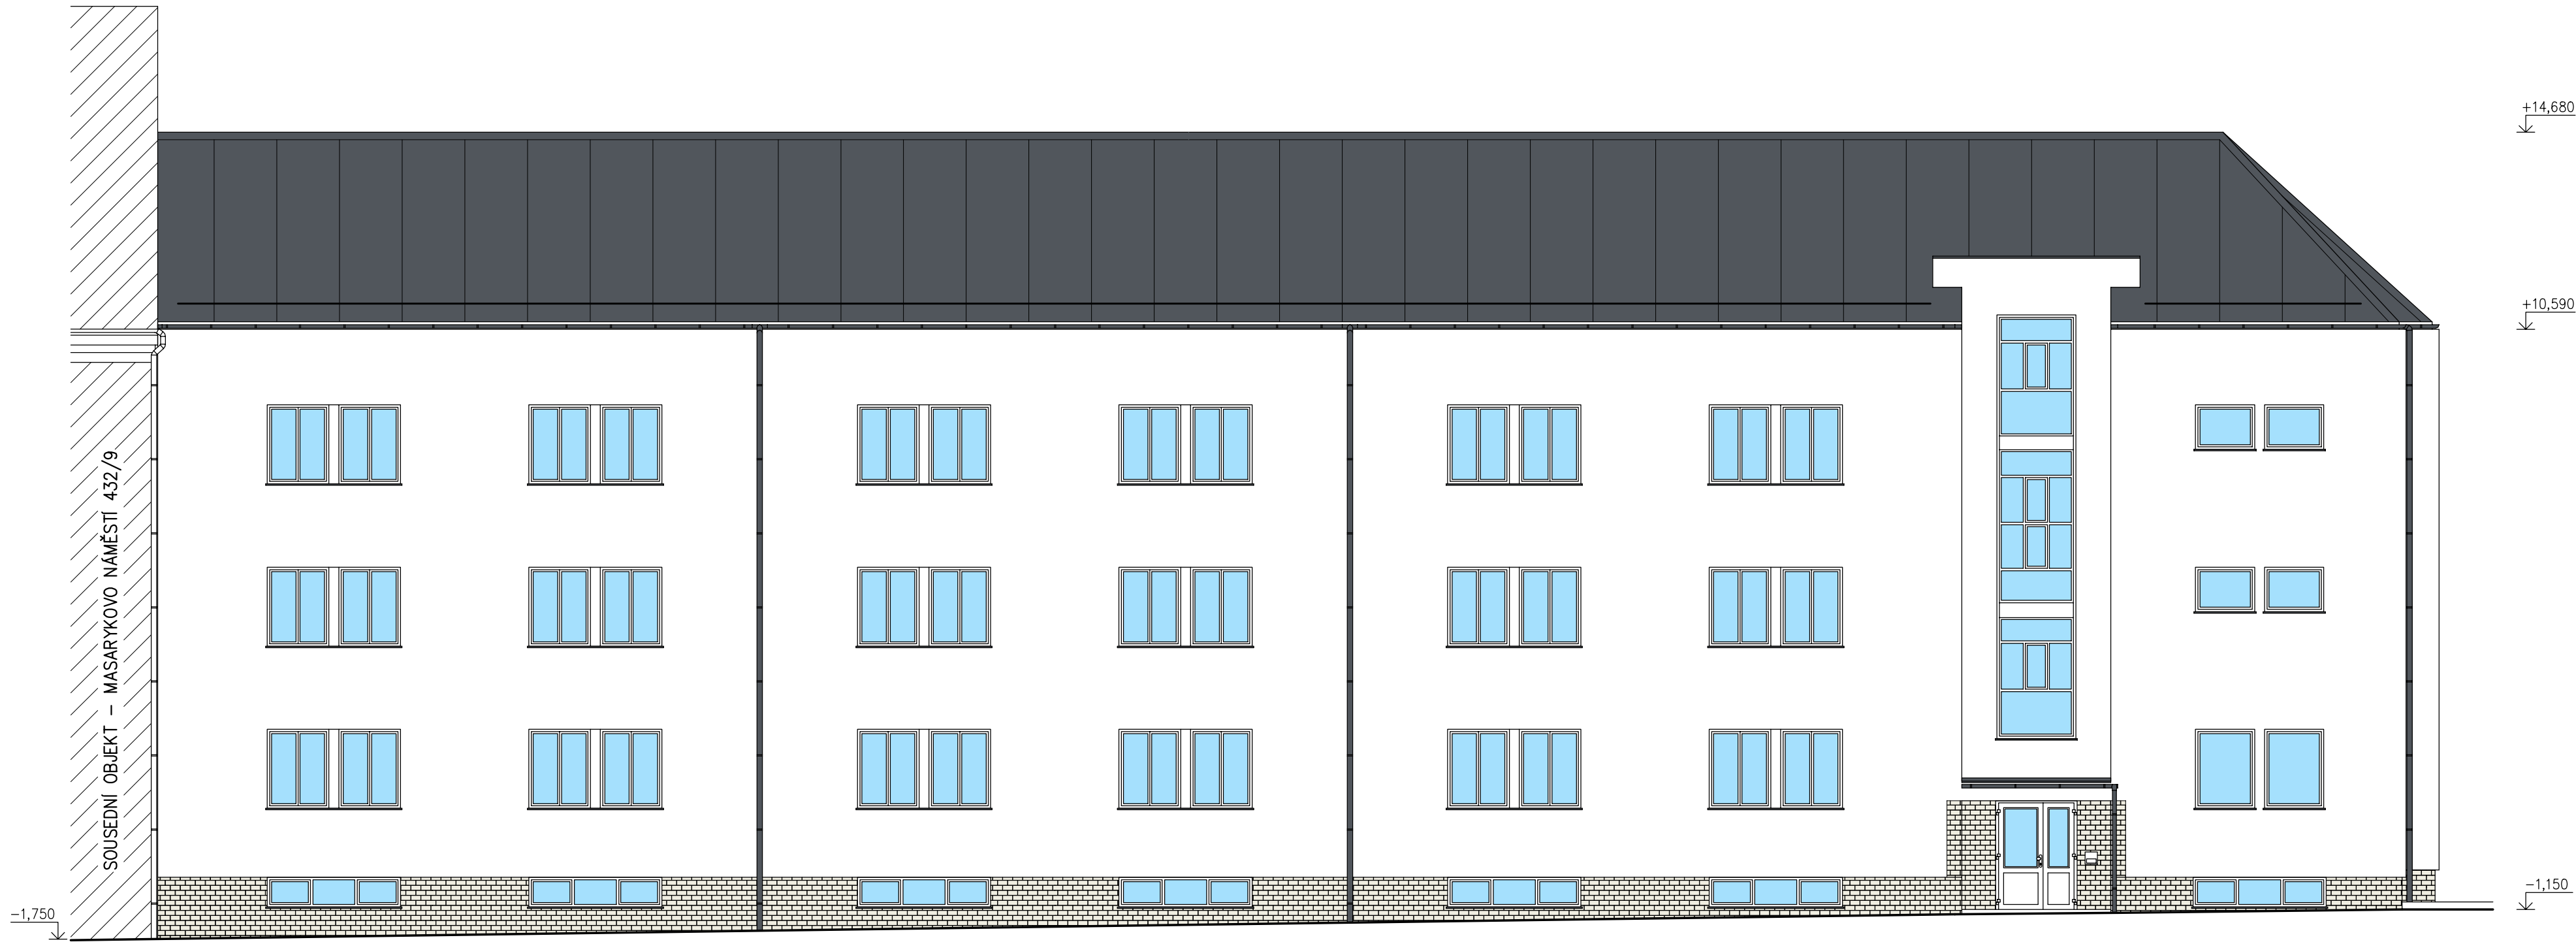 +14,680
+10,590
SOUSEDNÍ OBJEKT – MASARYKOVO NÁMĚSTÍ 432/9
−1,750
−1,150